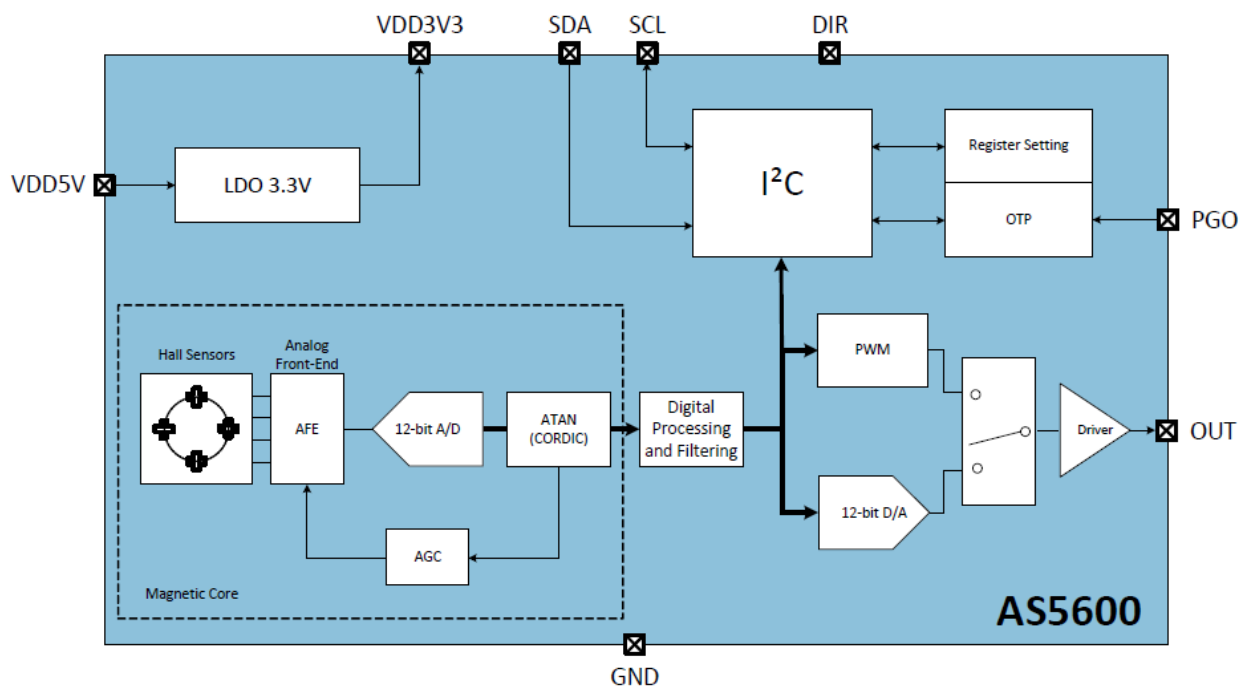 VDD3V3
SDA
SCL
DIR
VDD5V
LDO 3.3V
I²C
Register Setting
OTP
PGO
Hall Sensors
Analog
Front-End
AFE
12-bit A/D
ATAN
(CORDIC)
AGC
Magnetic Core
Digital
Processing
and Filtering
PWM
12-bit D/A
Driver
OUT
AS5600
GND